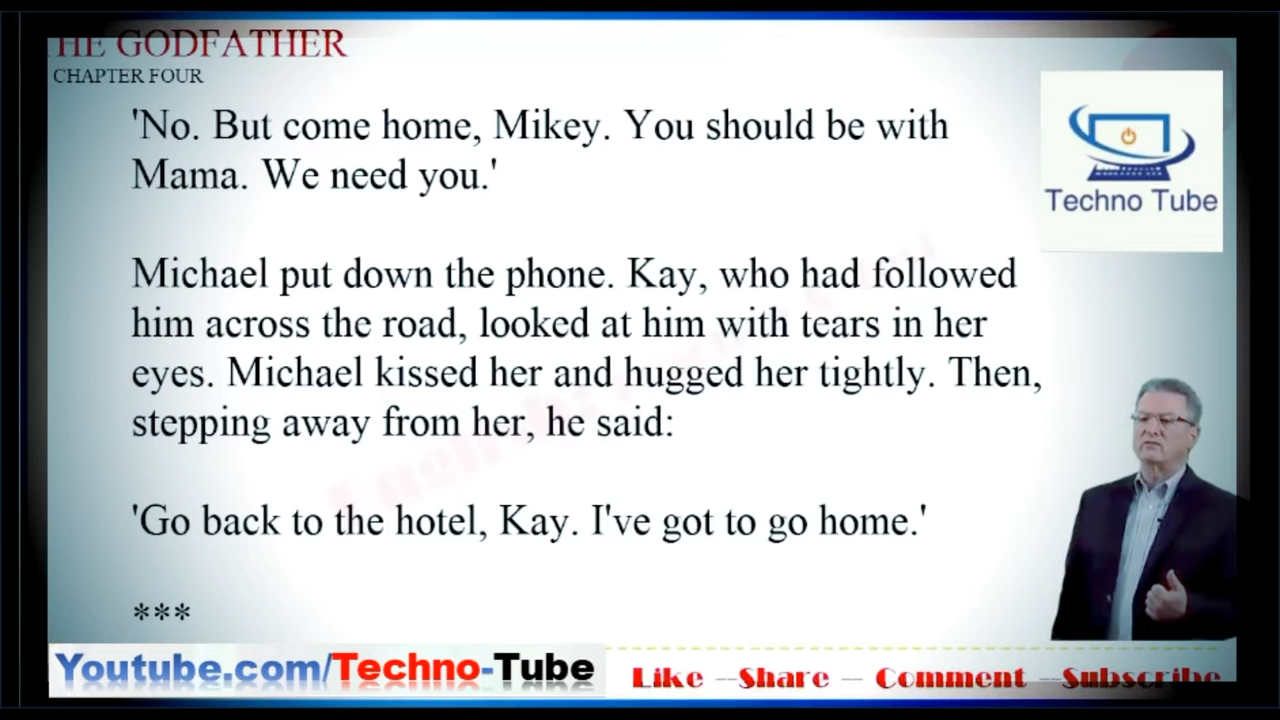 THE GODFATHER
CHAPTER FOUR
'No. But come home, Mikey. You should be with
Mama. We need you.'
Techno Tube
Michael put down the phone. Kay, who had followed
him across the road, looked at him with tears in her
eyes. Michael kissed her and hugged her tightly. Then,
stepping away from her, he said:
'Go back to the hotel, Kay. I've got to go home.'
***
Youtube.com/Techno-Tube
Like --Share -- Comment --Subscribe